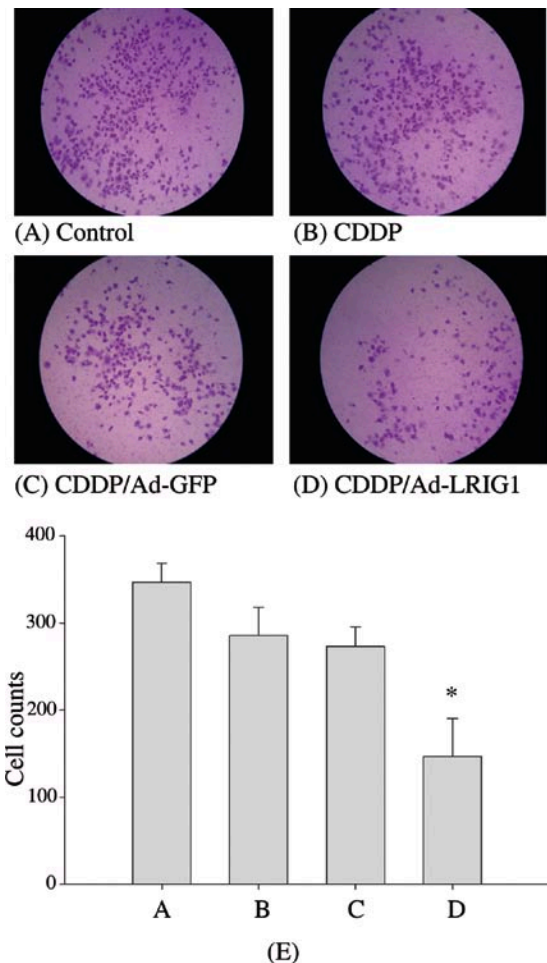 (A) Control
(B) CDDP
(C) CDDP/Ad-GFP
(D) CDDP/Ad-LRIG1
400
300
200
100
0
Cell counts
*
A B C D
(E)